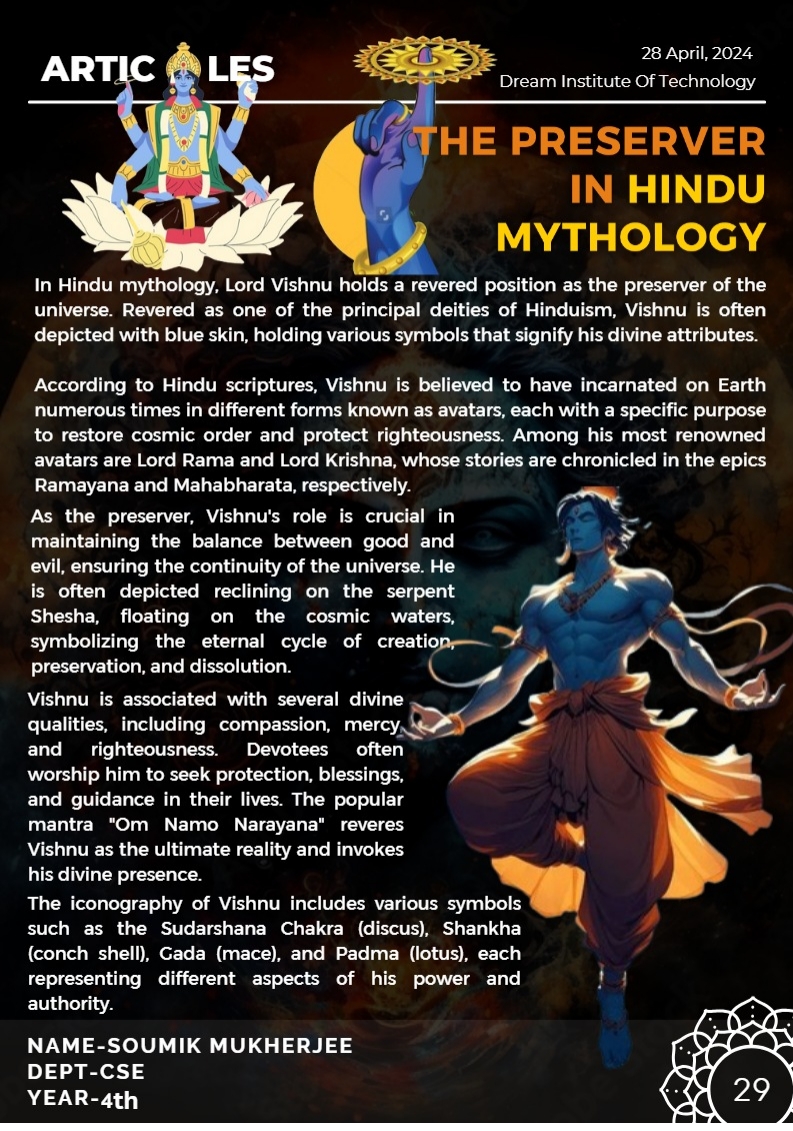 ARTIC LES
28 April, 2024
Dream Institute Of Technology
THE PRESERVER
IN HINDU
MYTHOLOGY
In Hindu mythology, Lord Vishnu holds a revered position as the preserver of the
universe. Revered as one of the principal deities of Hinduism, Vishnu is often
depicted with blue skin, holding various symbols that signify his divine attributes.
According to Hindu scriptures, Vishnu is believed to have incarnated on Earth
numerous times in different forms known as avatars, each with a specific purpose
to restore cosmic order and protect righteousness. Among his most renowned
avatars are Lord Rama and Lord Krishna, whose stories are chronicled in the epics
Ramayana and Mahabharata, respectively.
As the preserver, Vishnu's role is crucial in
maintaining the balance between good and
evil, ensuring the continuity of the universe. He
is often depicted reclining on the serpent
Shesha, floating on the cosmic waters,
symbolizing the eternal cycle of creation,
preservation, and dissolution.
Vishnu is associated with several divine
qualities, including compassion, mercy,
and righteousness. Devotees often
worship him to seek protection, blessings,
and guidance in their lives. The popular
mantra "Om Namo Narayana" reveres
Vishnu as the ultimate reality and invokes
his divine presence.
The iconography of Vishnu includes various symbols
such as the Sudarshana Chakra (discus), Shankha
(conch shell), Gada (mace), and Padma (lotus), each
representing different aspects of his power and
authority.
NAME-SOUMIK MUKHERJEE
DEPT-CSE
YEAR-4th
29